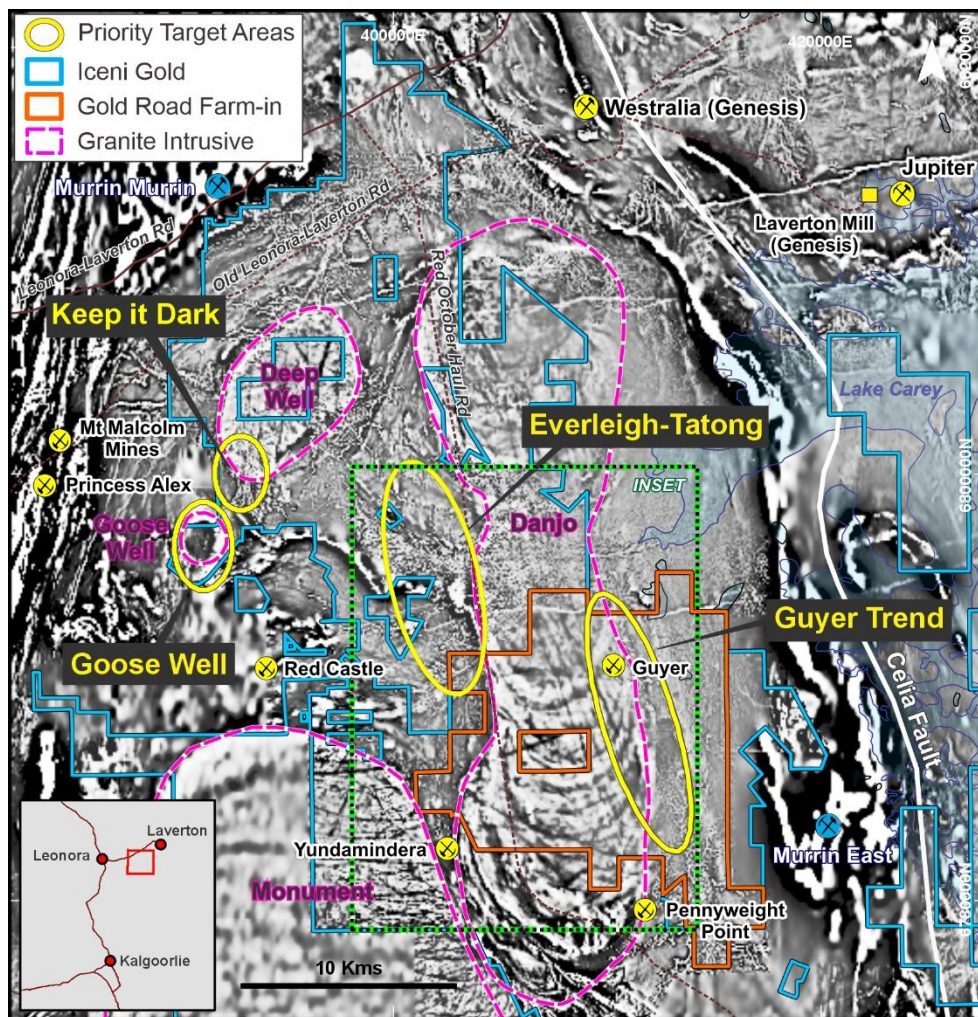 Priority Target Areas
Iceni Gold
Gold Road Farm-in
Granite Intrusive
400000E
420000E
6820000N
Westralia (Genesis)
Murrin Murrin
Jupiter
Laverton Mill
(Genesis)
Leonora-Laverton Rd
Old Leonora-Laverton Rd
Red October Haul Rd
Keep it Dark
Deep
Well
Lake Carey
Everleigh-Tatong
Mt Malcolm
Mines
Princess Alex
INSET
6800000N
Goose
Well
Danjo
Guyer Trend
Goose Well
Red Castle
Guyer
Celia Fault
Yundamindera
Murrin East
Monument
Pennyweight
Point
6780000N
10 Kms
Laverton
Leonora
Kalgoorlie